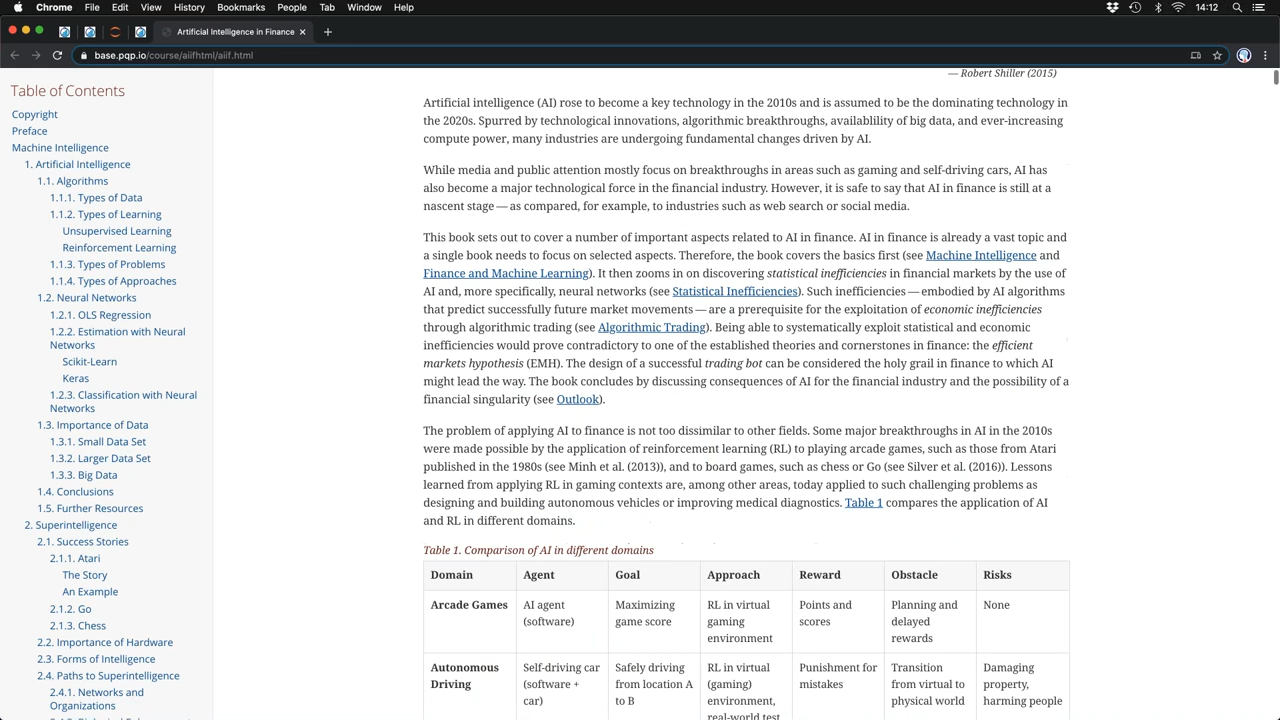 Chrome File Edit View History Bookmarks People Tab Window Help 14:12
Artificial Intelligence in Finance
base.pqp.io/course/aiifhtml/aiif.html
Table of Contents
Copyright
Preface
Machine Intelligence
1. Artificial Intelligence
1.1. Algorithms
1.1.1. Types of Data
1.1.2. Types of Learning
Unsupervised Learning
Reinforcement Learning
1.1.3. Types of Problems
1.1.4. Types of Approaches
1.2. Neural Networks
1.2.1. OLS Regression
1.2.2. Estimation with Neural
Networks
Scikit-Learn
Keras
1.2.3. Classification with Neural
Networks
1.3. Importance of Data
1.3.1. Small Data Set
1.3.2. Larger Data Set
1.3.3. Big Data
1.4. Conclusions
1.5. Further Resources
2. Superintelligence
2.1. Success Stories
2.1.1. Atari
The Story
An Example
2.1.2. Go
2.1.3. Chess
2.2. Importance of Hardware
2.3. Forms of Intelligence
2.4. Paths to Superintelligence
2.4.1. Networks and
Organizations
— Robert Shiller (2015)
Artificial intelligence (AI) rose to become a key technology in the 2010s and is assumed to be the dominating technology in
the 2020s. Spurred by technological innovations, algorithmic breakthroughs, availablility of big data, and ever-increasing
compute power, many industries are undergoing fundamental changes driven by AI.
While media and public attention mostly focus on breakthroughs in areas such as gaming and self-driving cars, AI has
also become a major technological force in the financial industry. However, it is safe to say that AI in finance is still at a
nascent stage — as compared, for example, to industries such as web search or social media.
This book sets out to cover a number of important aspects related to AI in finance. AI in finance is already a vast topic and
a single book needs to focus on selected aspects. Therefore, the book covers the basics first (see Machine Intelligence and
Finance and Machine Learning). It then zooms in on discovering statistical inefficiencies in financial markets by the use of
AI and, more specifically, neural networks (see Statistical Inefficiencies). Such inefficiencies — embodied by AI algorithms
that predict successfully future market movements — are a prerequisite for the exploitation of economic inefficiencies
through algorithmic trading (see Algorithmic Trading). Being able to systematically exploit statistical and economic
inefficiencies would prove contradictory to one of the established theories and cornerstones in finance: the efficient
markets hypothesis (EMH). The design of a successful trading bot can be considered the holy grail in finance to which AI
might lead the way. The book concludes by discussing consequences of AI for the financial industry and the possibility of a
financial singularity (see Outlook).
The problem of applying AI to finance is not too dissimilar to other fields. Some major breakthroughs in AI in the 2010s
were made possible by the application of reinforcement learning (RL) to playing arcade games, such as those from Atari
published in the 1980s (see Minh et al. (2013)), and to board games, such as chess or Go (see Silver et al. (2016)). Lessons
learned from applying RL in gaming contexts are, among other areas, today applied to such challenging problems as
designing and building autonomous vehicles or improving medical diagnostics. Table 1 compares the application of AI
and RL in different domains.
Table 1. Comparison of AI in different domains
Domain Agent Goal Approach Reward Obstacle Risks
Arcade Games AI agent Maximizing RL in virtual Points and Planning and None
(software) game score gaming scores delayed
environment rewards
Autonomous Self-driving car Safely driving RL in virtual Punishment for Transition Damaging
Driving (software + from location A (gaming) mistakes from virtual to property,
car) to B environment, physical world harming people
real-world test